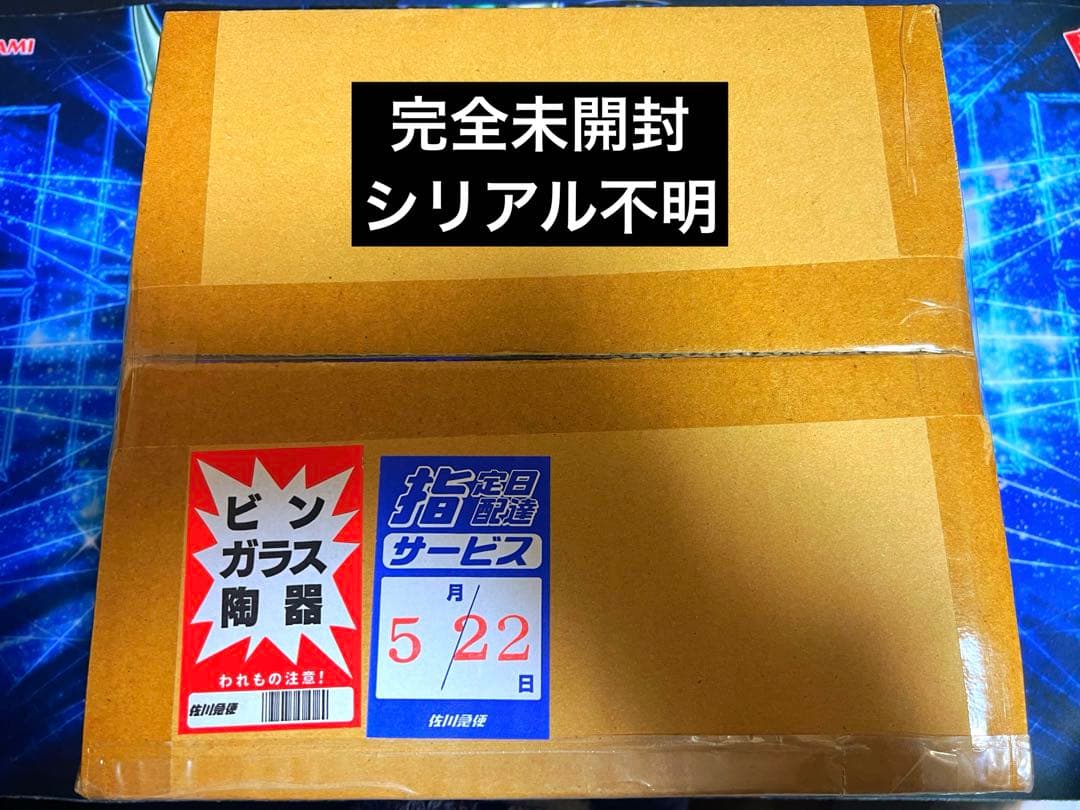 AMI
完全未開封
シリアル不明
ビン
ガラス
陶器
われもの注意!
佐川急便
指定日
配達
サービス
月
5/22
日
佐川急便